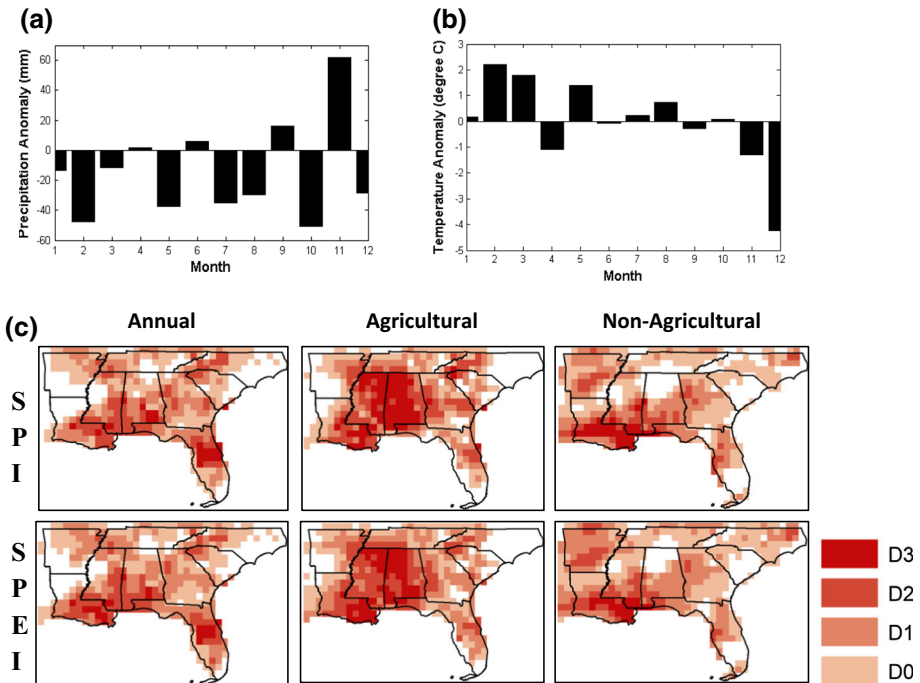 (a)
Precipitation Anomaly (mm)
60
40
20
0
-20
-40
-60
1 2 3 4 5 6 7 8 9 10 11 12
Month
(b)
Temperature Anomaly (degree C)
3
2
1
0
-1
-2
-3
-4
-5
1 2 3 4 5 6 7 8 9 10 11 12
Month
(c)
Annual Agricultural Non-Agricultural
SPI
SPEI
D3
D2
D1
D0